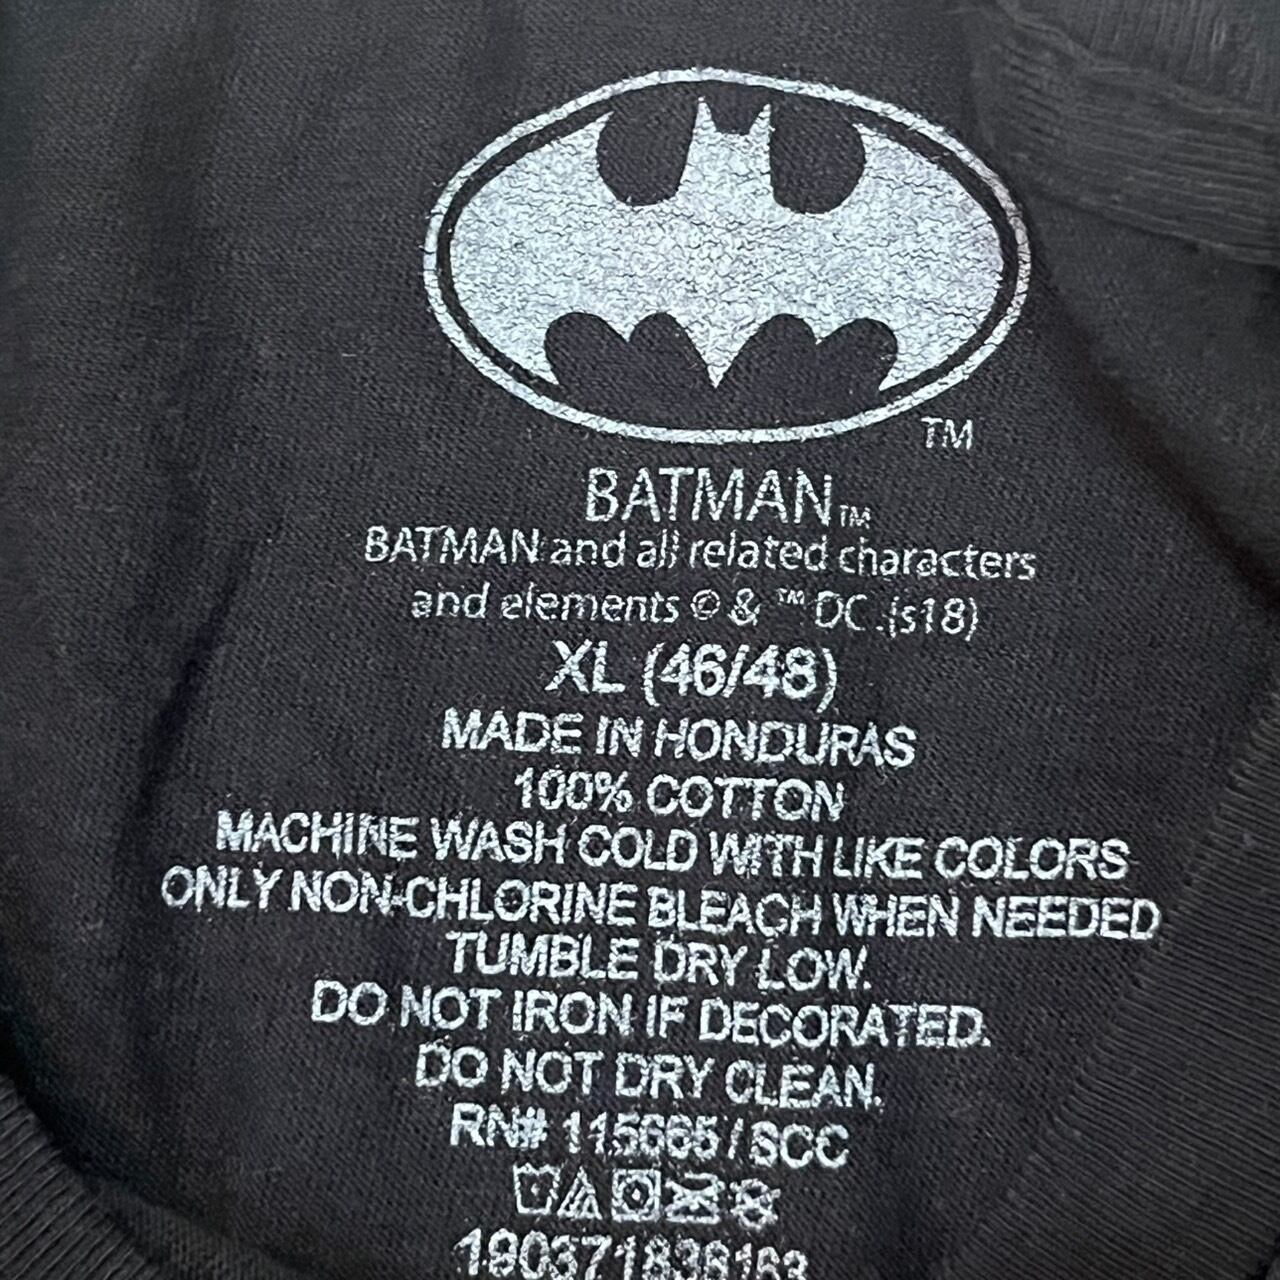 TM
BATMAN™
BATMAN and all related characters
and elements © & ™ DC. (s18)
XL (46/48)
MADE IN HONDURAS
100% COTTON
MACHINE WASH COLD WITH LIKE COLORS
ONLY NON-CHLORINE BLEACH WHEN NEEDED
TUMBLE DRY LOW.
DO NOT IRON IF DECORATED.
DO NOT DRY CLEAN.
RN# 115665 / SCC